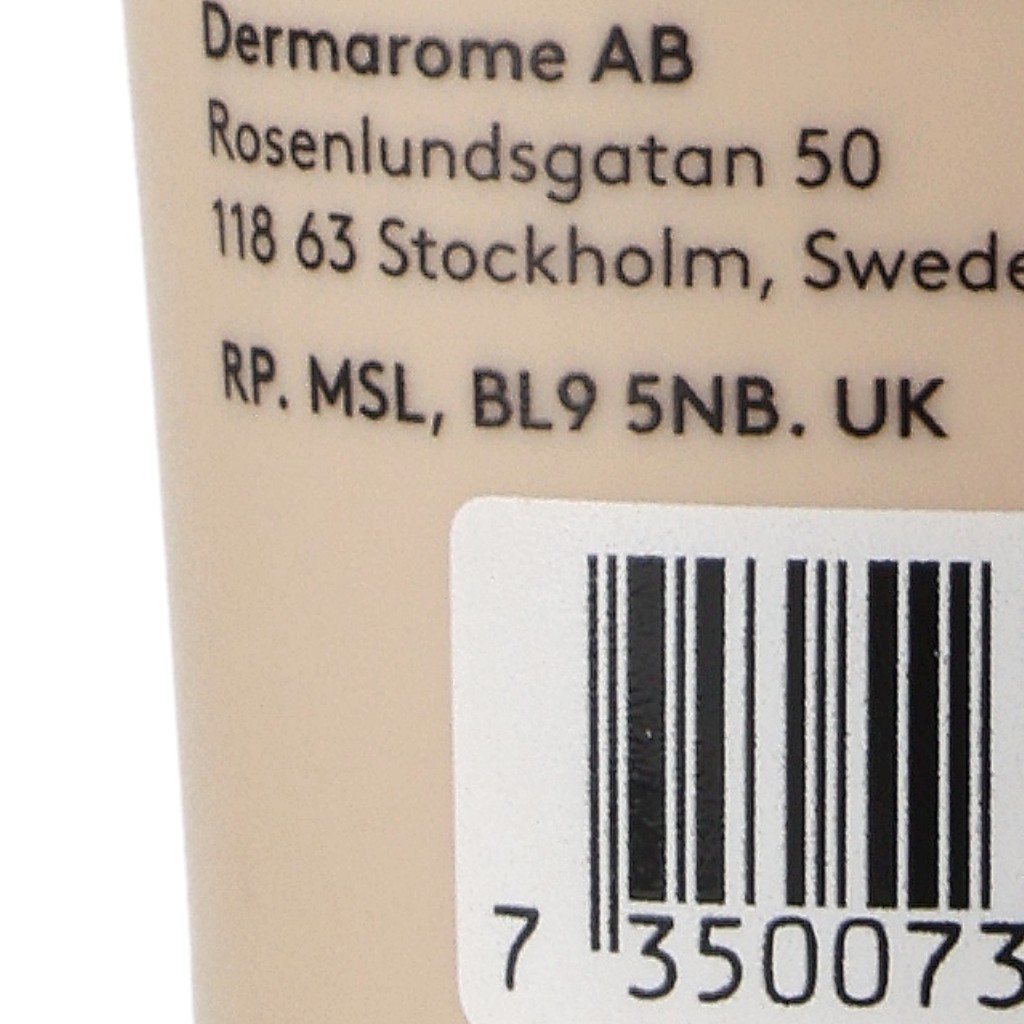 Dermarome AB
Rosenlundsgatan 50
118 63 Stockholm, Swede
RP. MSL, BL9 5NB. UK
7 350073